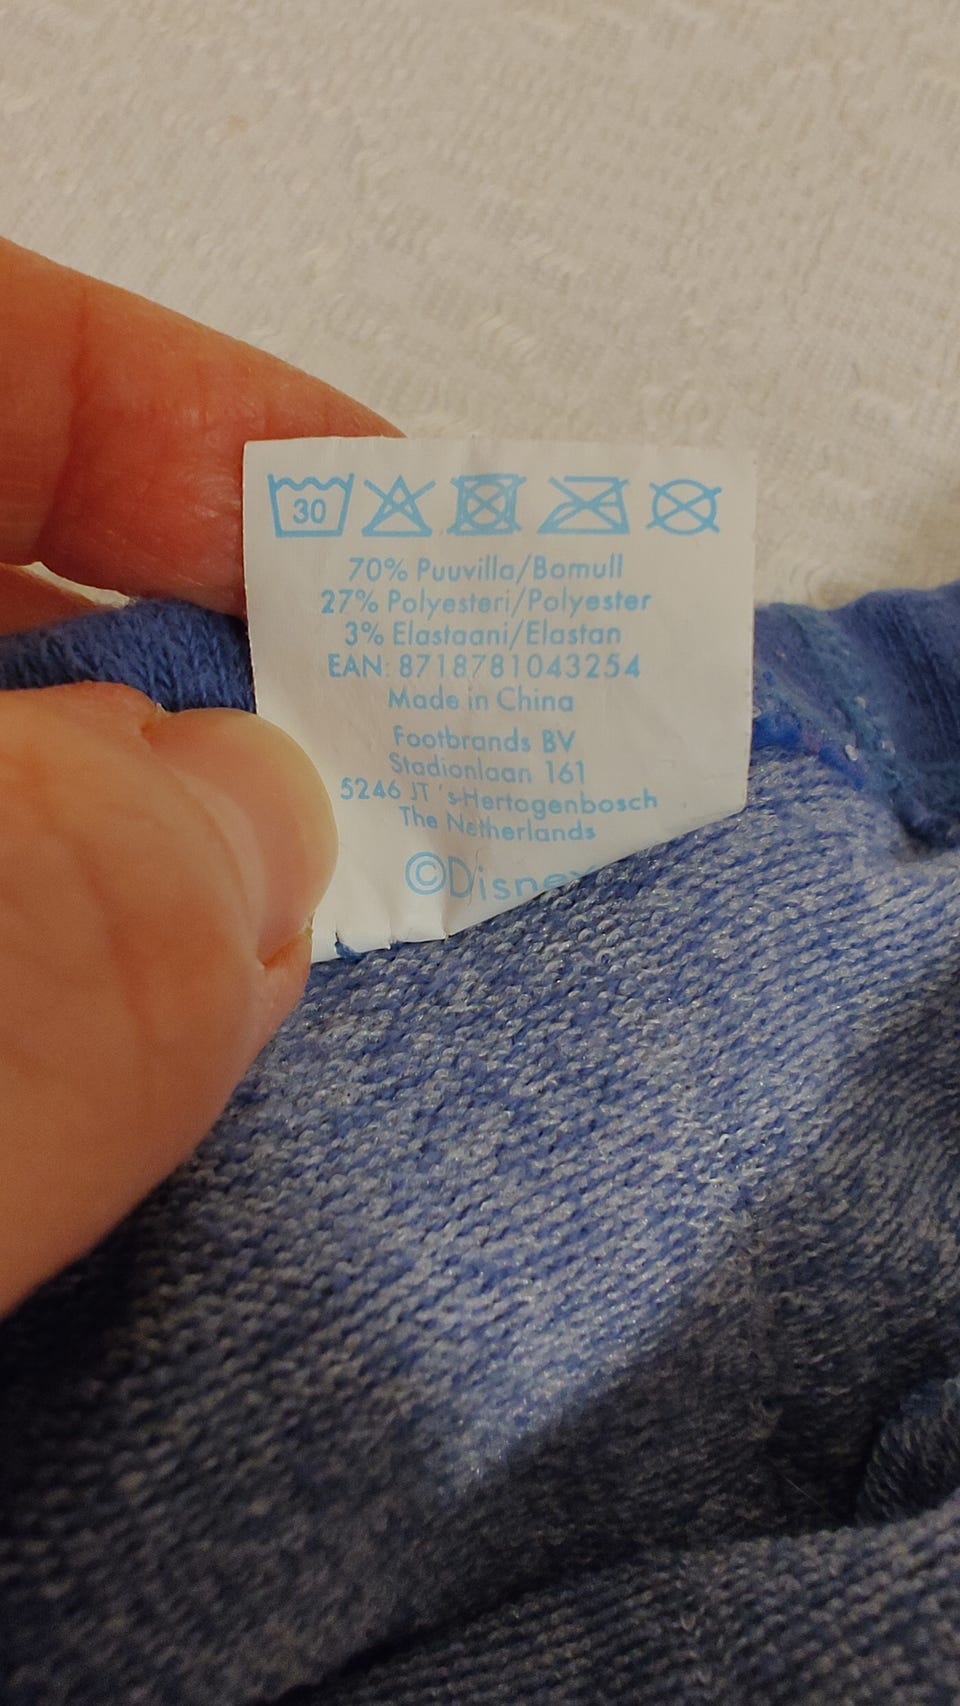 30
70% Puuvilla/Bomull
27% Polyesteri/Polyester
3% Elastaani/Elastan
EAN: 8718781043254
Made in China
Footbrands BV
Stadionlaan 161
5246 JT 's-Hertogenbosch
The Netherlands
©Disney